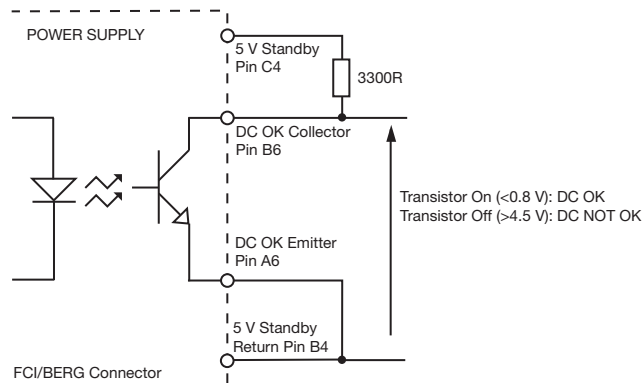 POWER SUPPLY
5 V Standby
Pin C4
3300R
DC OK Collector
Pin B6
Transistor On (<0.8 V): DC OK
Transistor Off (>4.5 V): DC NOT OK
DC OK Emitter
Pin A6
5 V Standby
Return Pin B4
FCI/BERG Connector